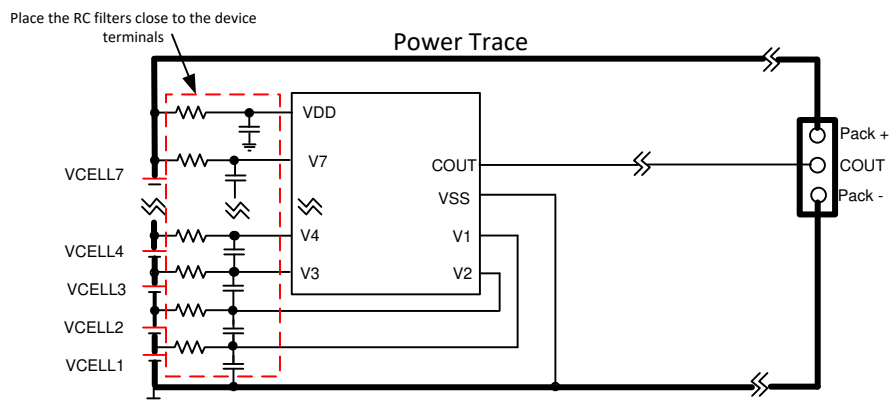 Place the RC filters close to the device
terminals
Power Trace
VDD
V7
VCELL7
COUT
VSS
V4
V1
VCELL4
V3
V2
VCELL3
VCELL2
VCELL1
Pack +
COUT
Pack -